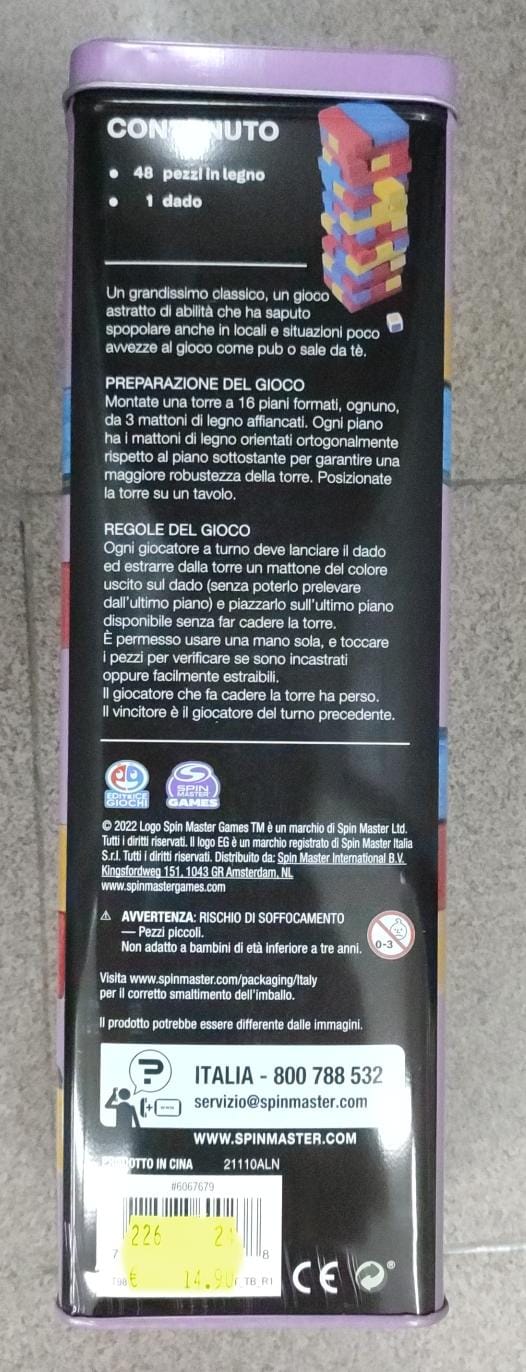 48 pezzi in legno
1 dado
Un grandissimo classico, un gioco
astratto di abilità che ha saputo
spopolare anche in locali e situazioni poco
avvezze al gioco come pub o sale da tè.
PREPARAZIONE DEL GIOCO
Montate una torre a 16 piani formati, ognuno,
da 3 mattoni di legno affiancati. Ogni piano
ha i mattoni di legno orientati ortogonalmente
rispetto al piano sottostante per garantire una
maggiore robustezza della torre. Posizionate
la torre su un tavolo.
REGOLE DEL GIOCO
Ogni giocatore a turno deve lanciare il dado
ed estrarre dalla torre un mattone del colore
uscito sul dado (senza poterlo prelevare
dall'ultimo piano) e piazzarlo sull'ultimo piano
disponibile senza far cadere la torre.
È permesso usare una mano sola, e toccare
i pezzi per verificare se sono incastrati
oppure facilmente estraibili.
Il giocatore che fa cadere la torre ha perso.
Il vincitore è il giocatore del turno precedente.
EDITRICE
GIOCHI
SPIN
MASTER
GAMES
© 2022 Logo Spin Master Games TM è un marchio di Spin Master Ltd.
Tutti i diritti riservati. Il logo EG è un marchio registrato di Spin Master Italia
S.r.l. Tutti i diritti riservati. Distribuito da: Spin Master International B.V.
Kingsfordweg 151, 1043 GR Amsterdam, NL
www.spinmastergames.com
⚠ AVVERTENZA: RISCHIO DI SOFFOCAMENTO
— Pezzi piccoli.
Non adatto a bambini di età inferiore a tre anni.
0-3
Visita www.spinmaster.com/packaging/Italy
per il corretto smaltimento dell'imballo.
Il prodotto potrebbe essere differente dalle immagini.
?
ITALIA - 800 788 532
servizio@spinmaster.com
WWW.SPINMASTER.COM
IN CINA 21110ALN
#6067679
226
7 8
€ 14.90
CE